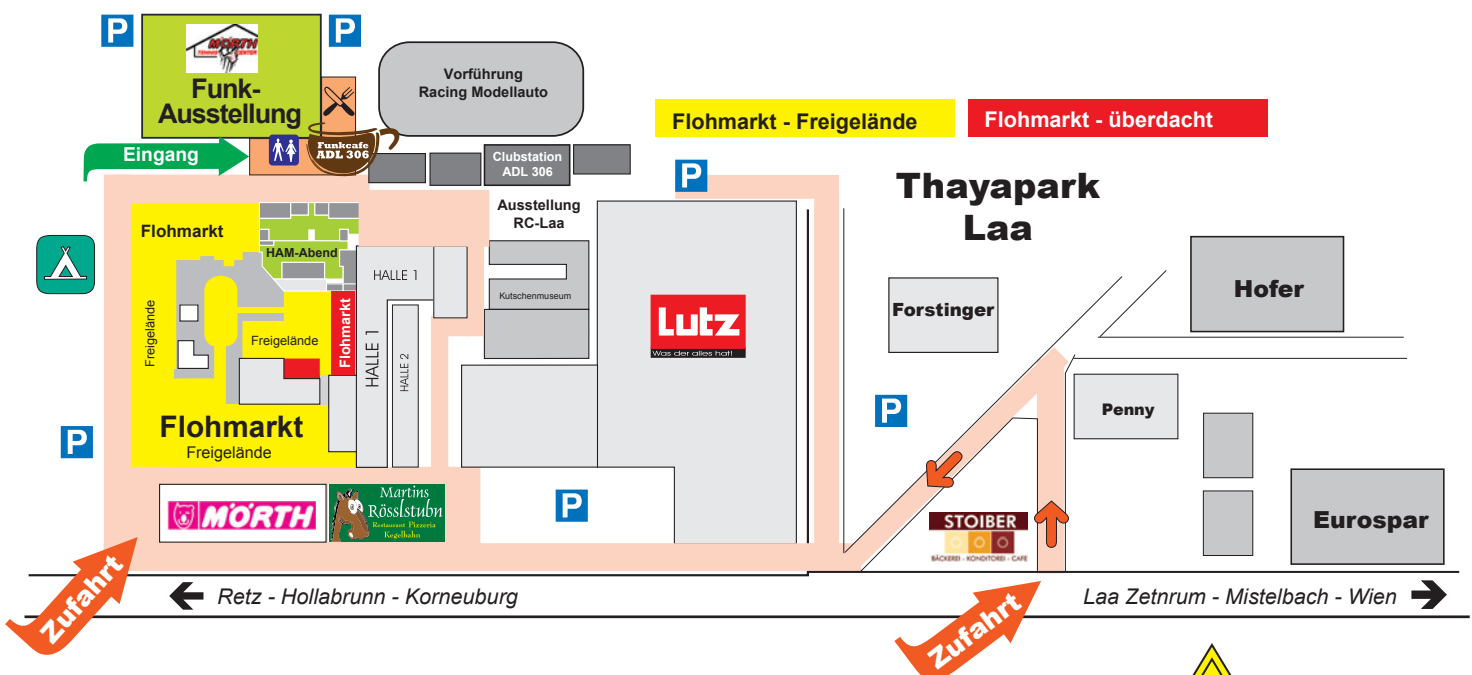 P
P
MÖRTH
TENNIS CENTER
Funk-
Ausstellung
Vorführung
Racing Modellauto
Flohmarkt - Freigelände
Flohmarkt - überdacht
Eingang
Funkcafe
ADL 306
Clubstation
ADL 306
P
Thayapark
Laa
Ausstellung
RC-Laa
Flohmarkt
HAM-Abend
HALLE 1
Kutschenmuseum
Hofer
Forstinger
Lutz
Was der alles hat!
Freigelände
Freigelände
Flohmarkt
HALLE 1
HALLE 2
Penny
P
P
Flohmarkt
Freigelände
MÖRTH
Martins
Rösslstubn
Restaurant Pizzeria
Kegelbahn
P
STOIBER
BÄCKEREI - KONDITOREI - CAFE
Eurospar
Zufahrt
Retz - Hollabrunn - Korneuburg
Zufahrt
Laa Zetnrum - Mistelbach - Wien